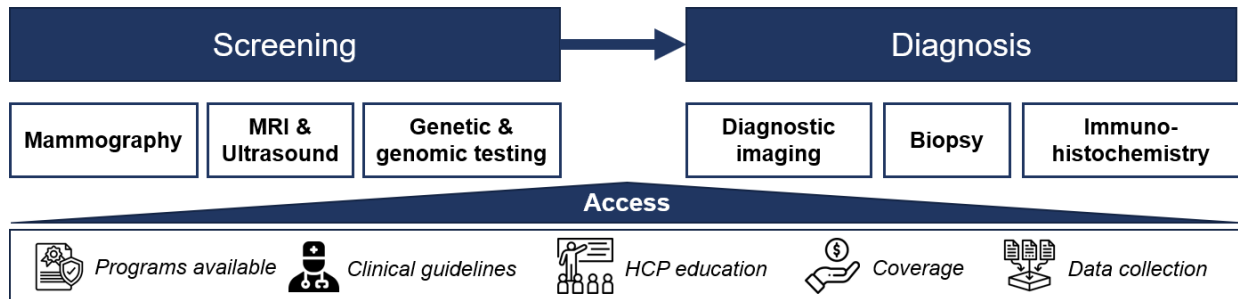 Screening
Diagnosis
Mammography
MRI &
Ultrasound
Genetic &
genomic testing
Diagnostic
imaging
Biopsy
Immuno-
histochemistry
Access
Programs available
Clinical guidelines
HCP education
$
Coverage
Data collection